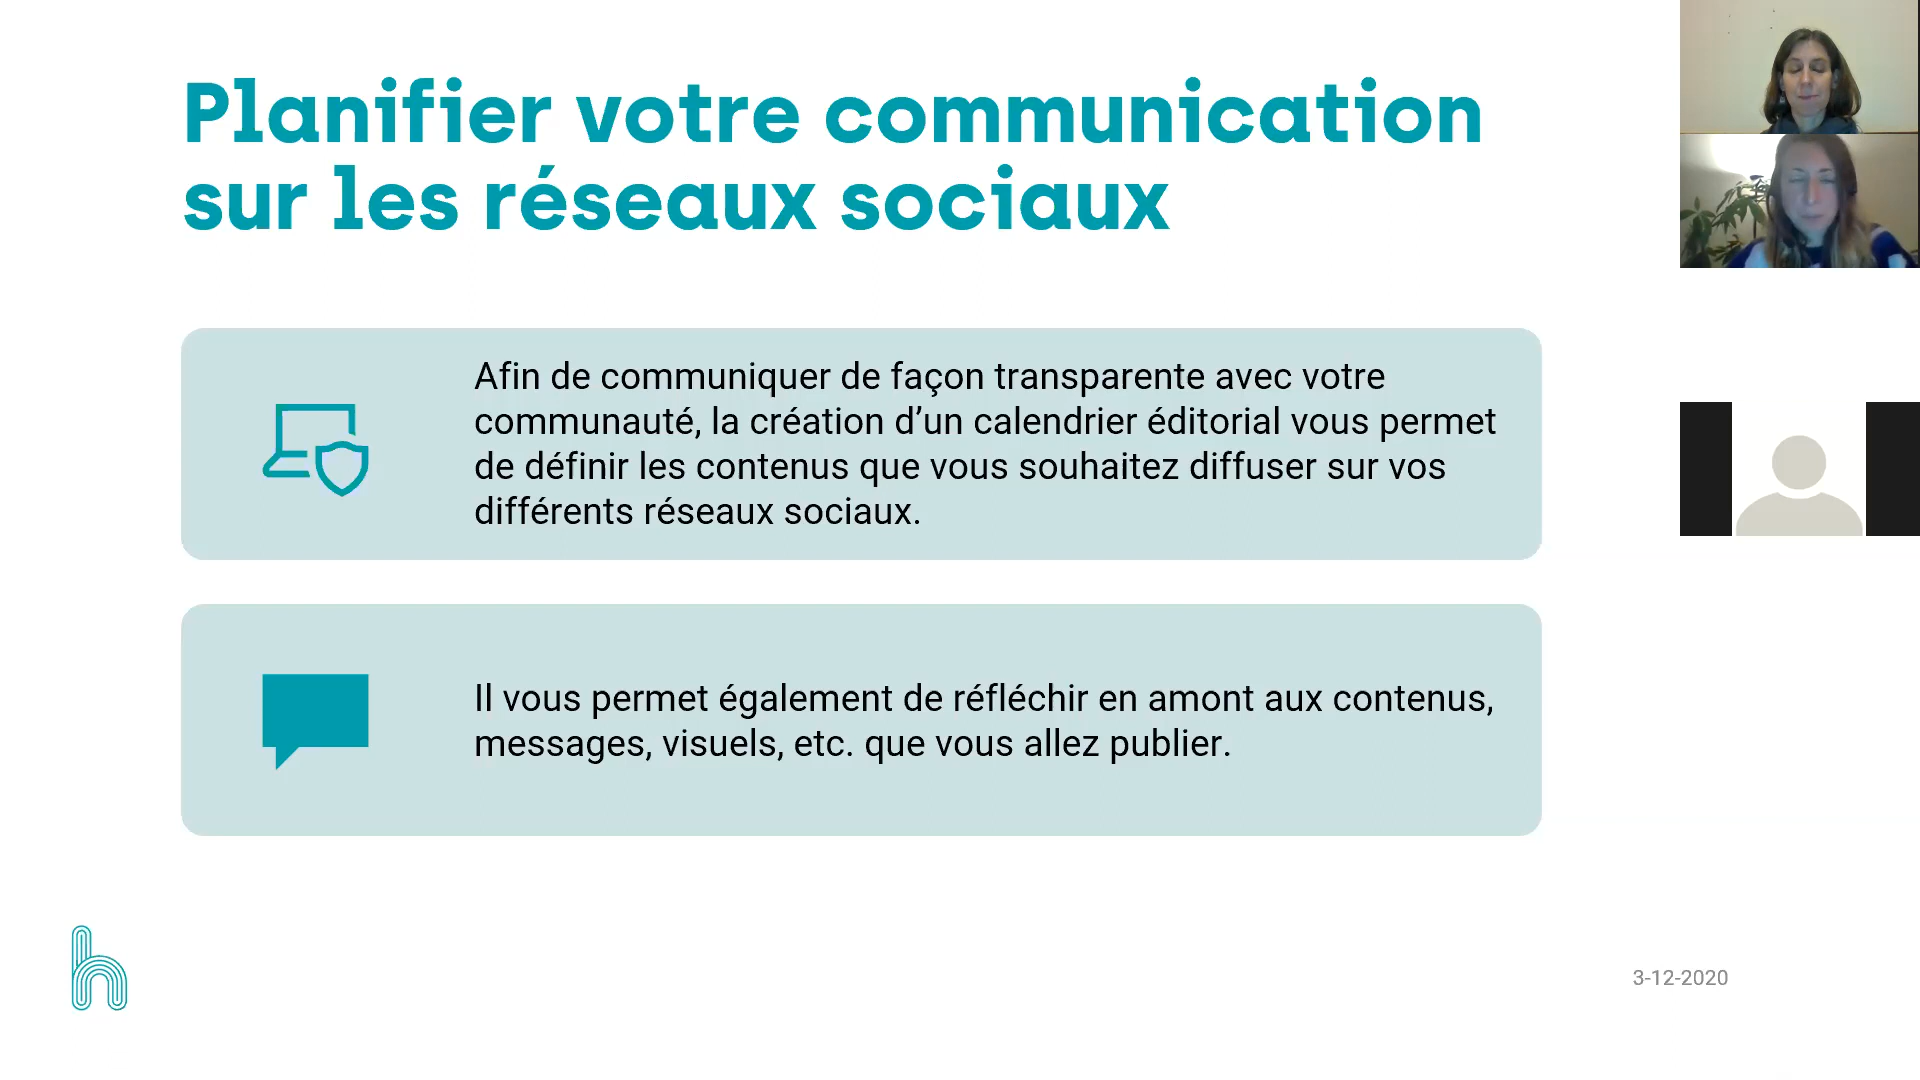 Planifier votre communication
sur les réseaux sociaux
Afin de communiquer de façon transparente avec votre
communauté, la création d’un calendrier éditorial vous permet
de définir les contenus que vous souhaitez diffuser sur vos
différents réseaux sociaux.
Il vous permet également de réfléchir en amont aux contenus,
messages, visuels, etc. que vous allez publier.
h
3-12-2020